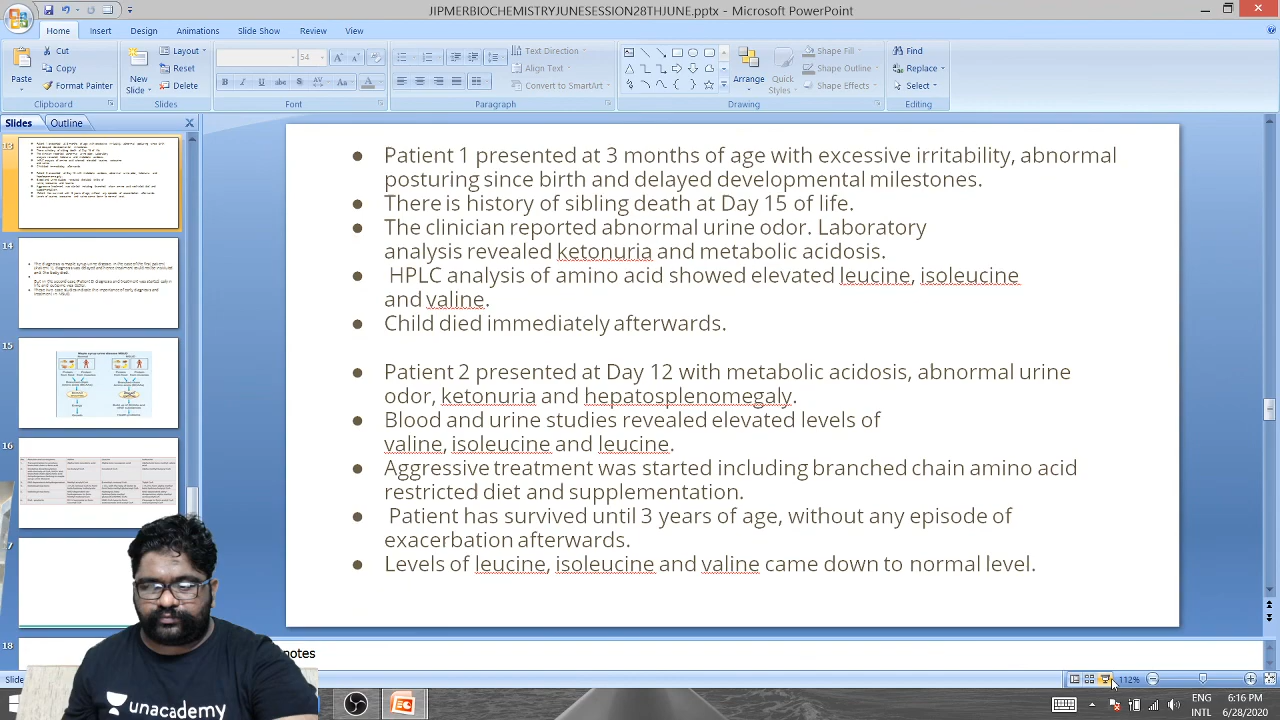 JIPMERBIOCHEMISTRYJUNESESSION28THJUNE.pptx - Microsoft PowerPoint
Home Insert Design Animations Slide Show Review View
Paste
Cut
Copy
Format Painter
Clipboard
New Slide
Layout
Reset
Delete
Slides
54
Font
Text Direction
Align Text
Convert to SmartArt
Paragraph
Arrange
Quick Styles
Shape Fill
Shape Outline
Shape Effects
Drawing
Find
Replace
Select
Editing
Slides Outline
14
15
16
18
● Patient 1 presented at 3 months of age with excessive irritability, abnormal
posturing since birth and delayed developmental milestones.
● There is history of sibling death at Day 15 of life.
● The clinician reported abnormal urine odor. Laboratory
analysis revealed ketonuria and metabolic acidosis.
● HPLC analysis of amino acid showed elevated leucine, isoleucine
and valine.
● Child died immediately afterwards.
● Patient 2 presented at Day 12 with metabolic acidosis, abnormal urine
odor, ketonuria and hepatosplenomegaly.
● Blood and urine studies revealed elevated levels of
valine, isoleucine and leucine.
● Aggressive treatment was started including branched chain amino acid
restricted diet and supplementation.
● Patient has survived until 3 years of age, without any episode of
exacerbation afterwards.
● Levels of leucine, isoleucine and valine came down to normal level.
notes
unacademy
112%
ENG
INTL
6:16 PM
6/28/2020